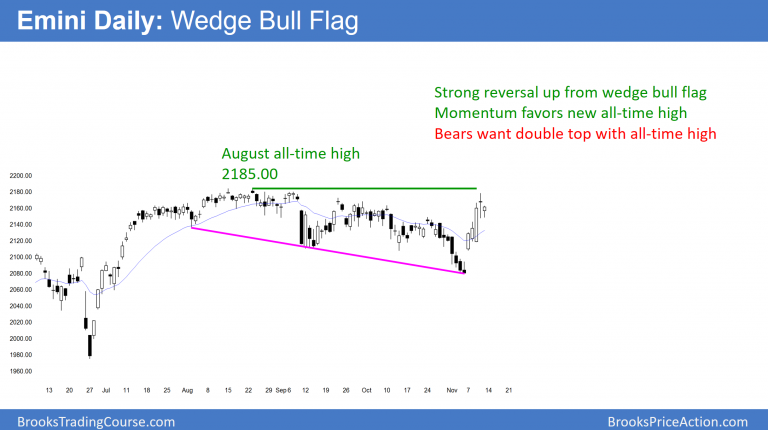 Emini Daily: Wedge Bull Flag
Strong reversal up from wedge bull flag
Momentum favors new all-time high
Bears want double top with all-time high
August all-time high
2185.00
2200.00
2180.00
2160.00
2140.00
2120.00
2100.00
2080.00
2060.00
2040.00
2020.00
2000.00
1980.00
1960.00
13 20 27 Jul 11 18 25 Aug 8 15 22 29 Sep 6 12 19 26 Oct 10 17 24 Nov 7 14 21
BrooksTradingCourse.com BrooksPriceAction.com